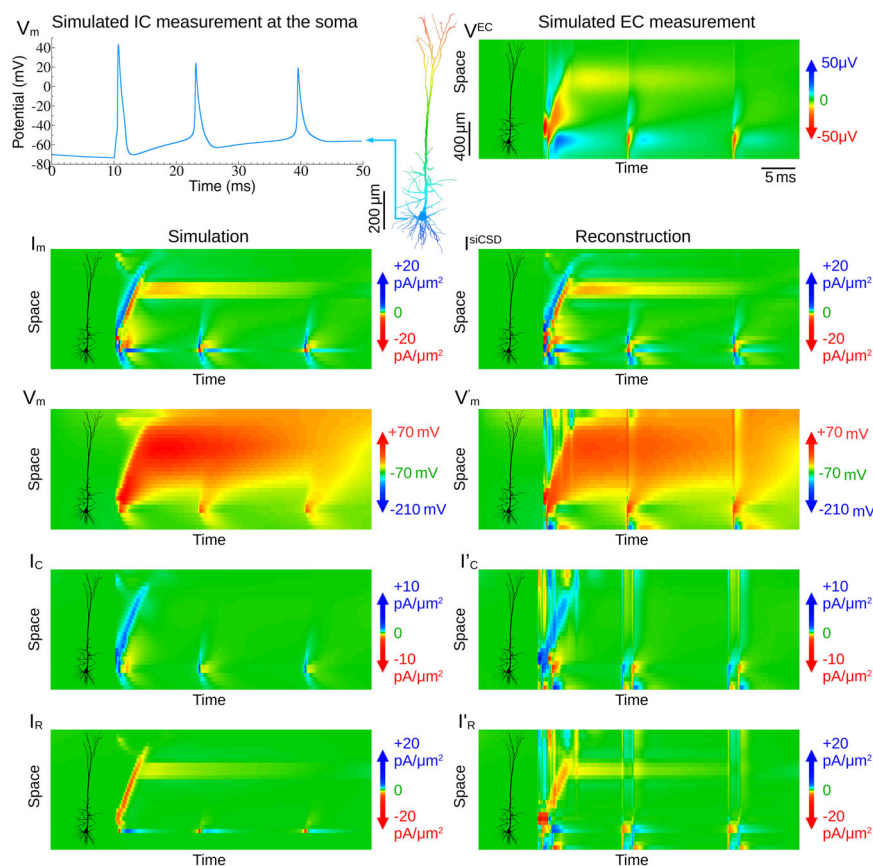 Simulated IC measurement at the soma
Vm
40
20
0
-20
-40
-60
-80
Potential (mV)
0
10
20
30
40
50
Time (ms)
200 μm
Simulated EC measurement
VEC
Space
400 μm
50μV
0
-50μV
Time
5 ms
Simulation
Im
Space
+20
pA/μm²
0
-20
pA/μm²
Time
Reconstruction
IsiCSD
Space
+20
pA/μm²
0
-20
pA/μm²
Time
Vm
Space
+70 mV
-70 mV
-210 mV
Time
V'm
Space
+70 mV
-70 mV
-210 mV
Time
IC
Space
+10
pA/μm²
0
-10
pA/μm²
Time
I'C
Space
+10
pA/μm²
0
-10
pA/μm²
Time
IR
Space
+20
pA/μm²
0
-20
pA/μm²
Time
I'R
Space
+20
pA/μm²
0
-20
pA/μm²
Time